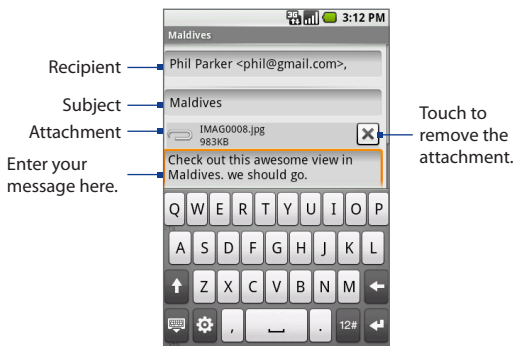 3G
3:12 PM
Maldives
Recipient
Phil Parker <phil@gmail.com>,
Subject
Maldives
Attachment
IMAG0008.jpg
983KB
Touch to
remove the
attachment.
Enter your
message here.
Check out this awesome view in
Maldives. we should go.
Q W E R T Y U I O P
A S D F G H J K L
Z X C V B N M
, . 12#